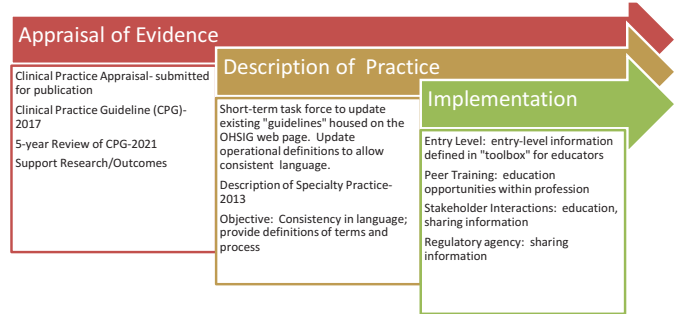 Appraisal of Evidence
Clinical Practice Appraisal- submitted
for publication
Clinical Practice Guideline (CPG)-
2017
5-year Review of CPG-2021
Support Research/Outcomes
Description of Practice
Short-term task force to update
existing "guidelines" housed on the
OHSIG web page. Update
operational definitions to allow
consistent language.
Description of Specialty Practice-
2013
Objective: Consistency in language;
provide definitions of terms and
process
Implementation
Entry Level: entry-level information
defined in "toolbox" for educators
Peer Training: education
opportunities within profession
Stakeholder Interactions: education,
sharing information
Regulatory agency: sharing
information